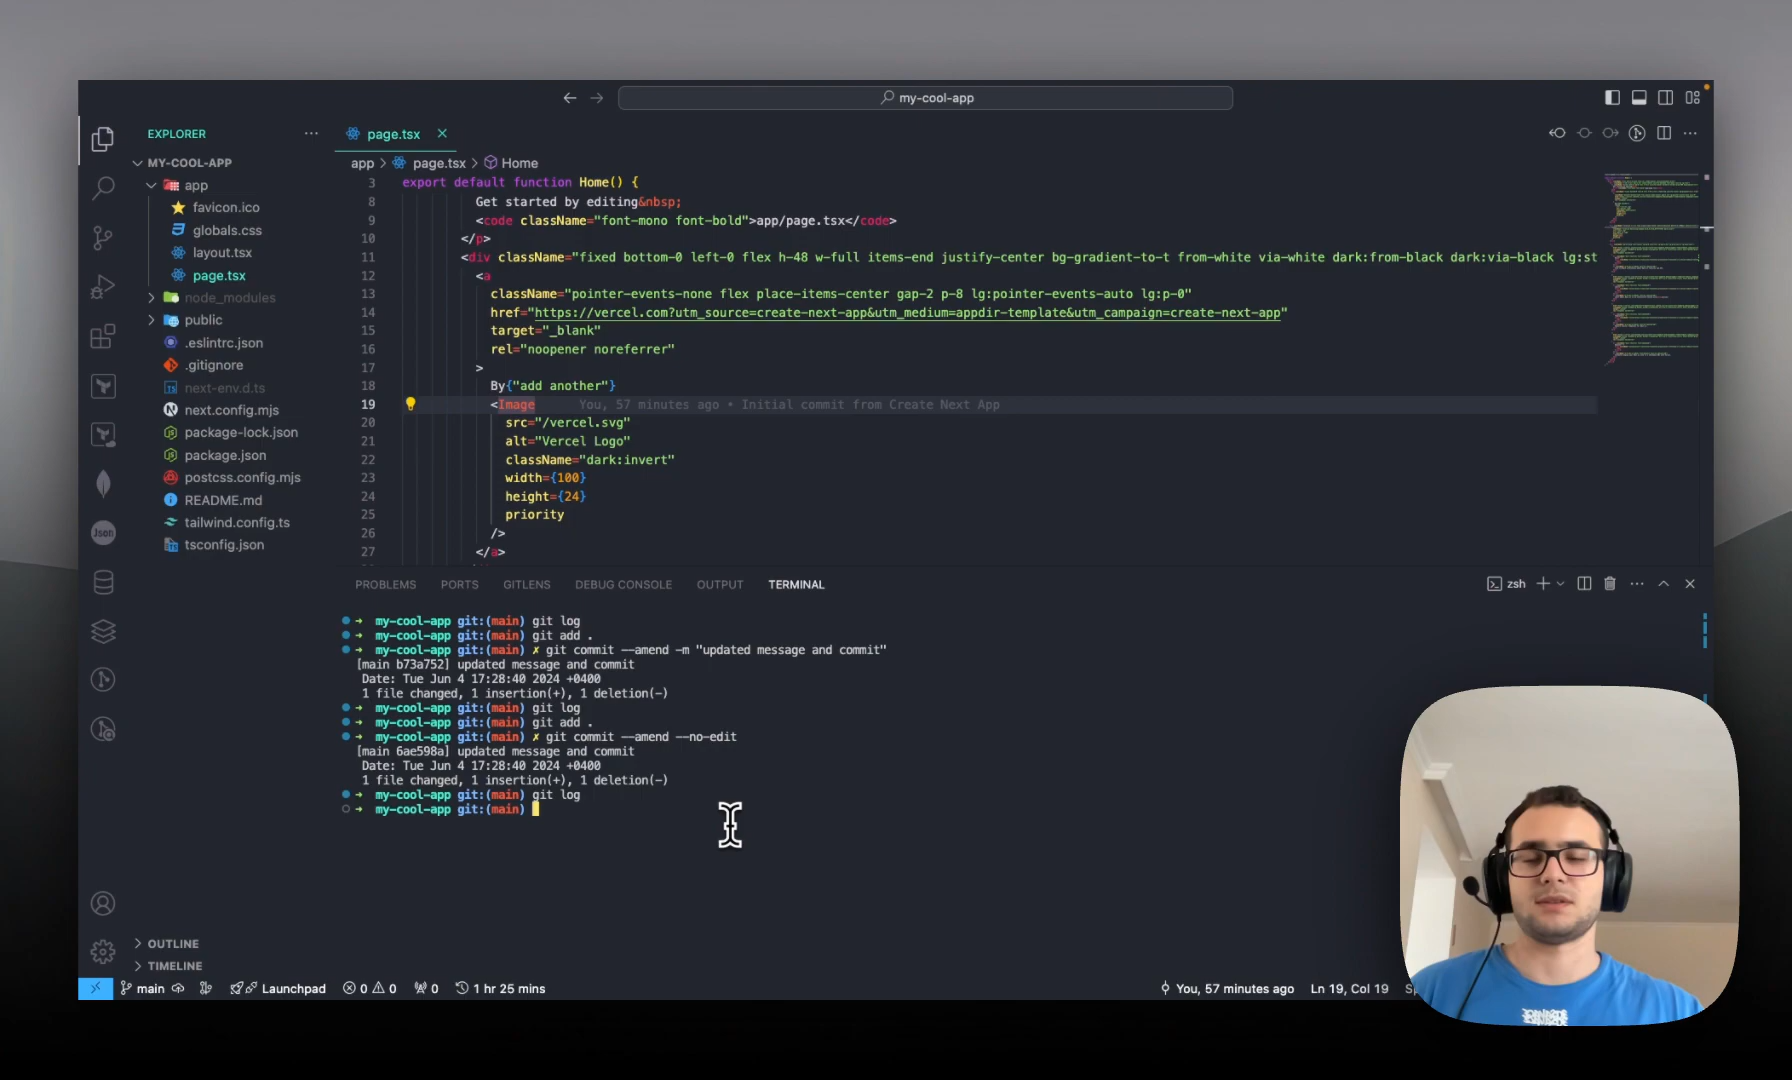 my-cool-app
EXPLORER
MY-COOL-APP
app
favicon.ico
globals.css
layout.tsx
page.tsx
node_modules
public
.eslintrc.json
.gitignore
next-env.d.ts
next.config.mjs
package-lock.json
package.json
postcss.config.mjs
README.md
tailwind.config.ts
tsconfig.json
OUTLINE
TIMELINE
Json
page.tsx
app > page.tsx > Home
3 export default function Home() {
8 Get started by editing&nbsp;
9 <code className="font-mono font-bold">app/page.tsx</code>
10 </p>
11 <div className="fixed bottom-0 left-0 flex h-48 w-full items-end justify-center bg-gradient-to-t from-white via-white dark:from-black dark:via-black lg:st
12 <a
13 className="pointer-events-none flex place-items-center gap-2 p-8 lg:pointer-events-auto lg:p-0"
14 href="https://vercel.com?utm_source=create-next-app&utm_medium=appdir-template&utm_campaign=create-next-app"
15 target="_blank"
16 rel="noopener noreferrer"
17 >
18 By{"add another"}
19 <Image You, 57 minutes ago • Initial commit from Create Next App
20 src="/vercel.svg"
21 alt="Vercel Logo"
22 className="dark:invert"
23 width={100}
24 height={24}
25 priority
26 />
27 </a>
PROBLEMS PORTS GITLENS DEBUG CONSOLE OUTPUT TERMINAL
zsh
➜ my-cool-app git:(main) git log
➜ my-cool-app git:(main) git add .
➜ my-cool-app git:(main) ✗ git commit --amend -m "updated message and commit"
[main b73a752] updated message and commit
Date: Tue Jun 4 17:28:40 2024 +0400
1 file changed, 1 insertion(+), 1 deletion(-)
➜ my-cool-app git:(main) git log
➜ my-cool-app git:(main) git add .
➜ my-cool-app git:(main) ✗ git commit --amend --no-edit
[main 6ae598a] updated message and commit
Date: Tue Jun 4 17:28:40 2024 +0400
1 file changed, 1 insertion(+), 1 deletion(-)
➜ my-cool-app git:(main) git log
➜ my-cool-app git:(main)
main Launchpad 0 0 0 1 hr 25 mins You, 57 minutes ago Ln 19, Col 19